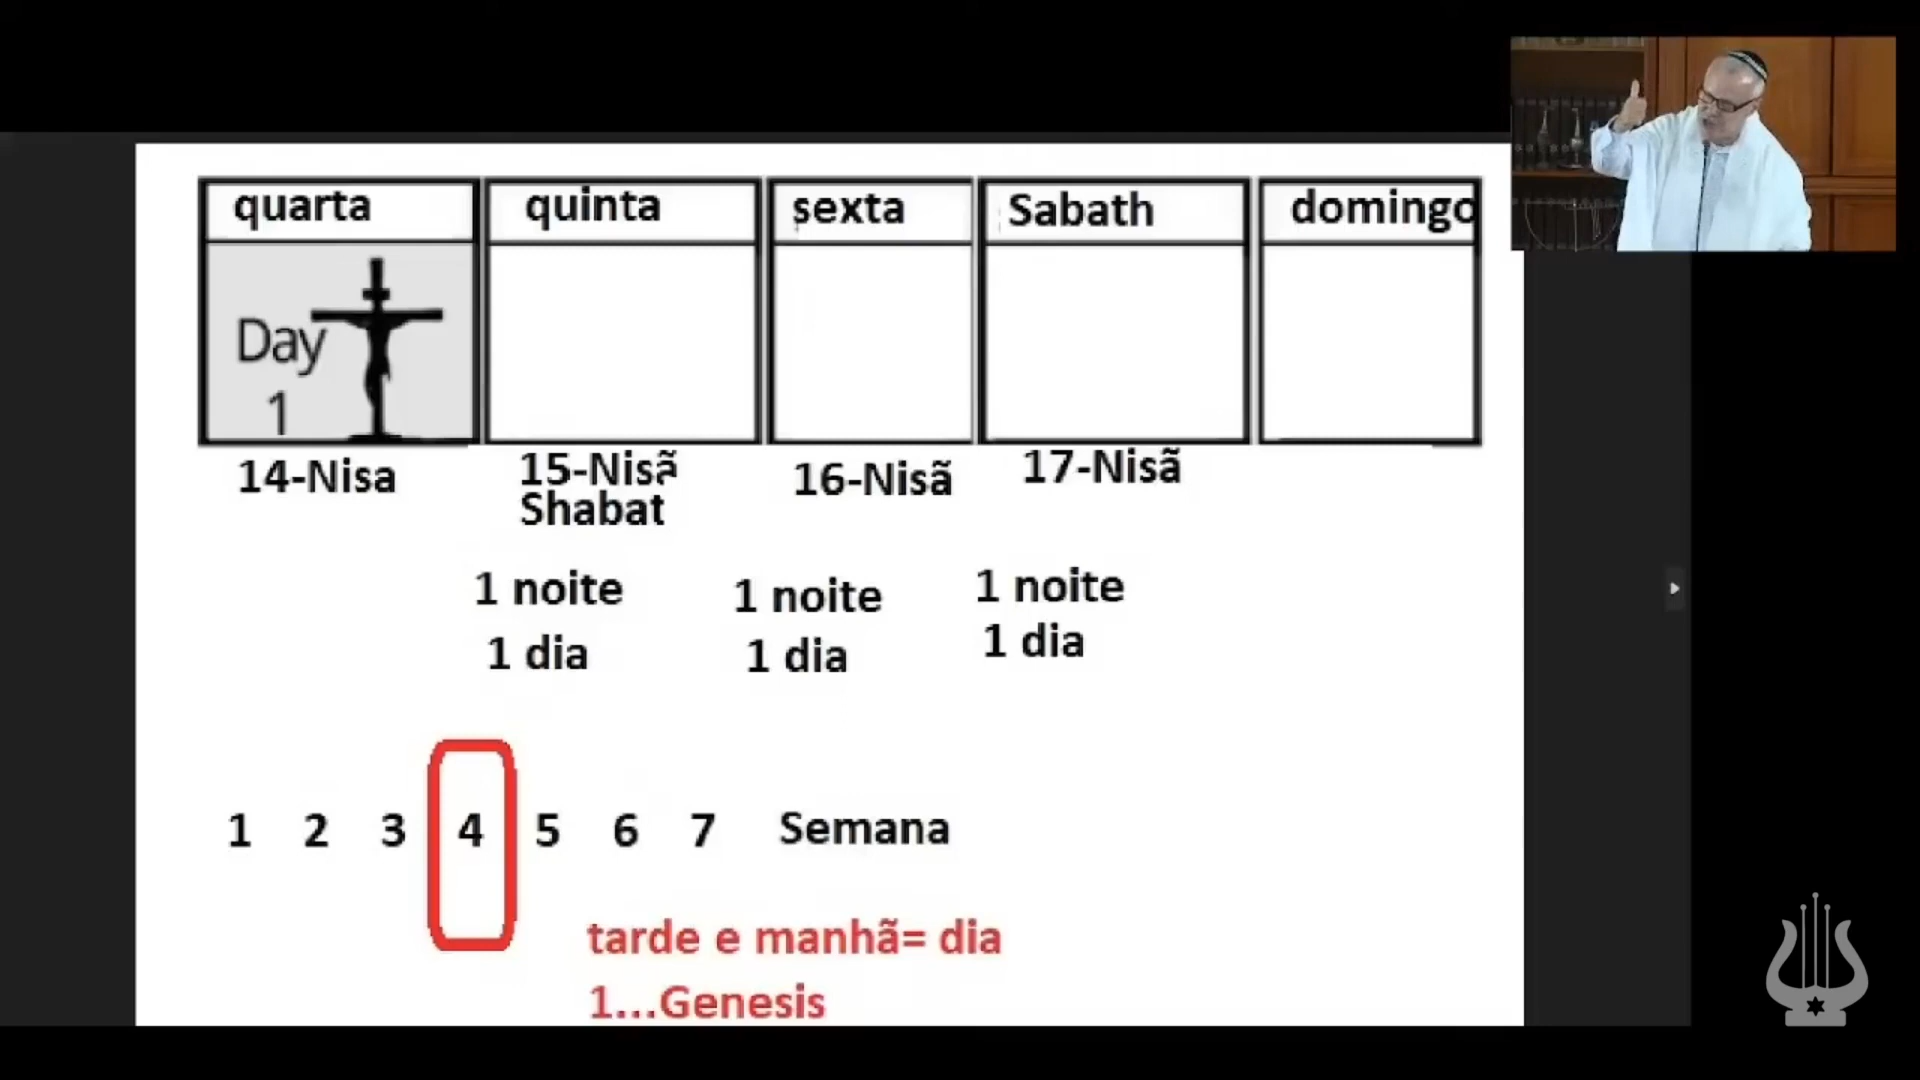 quarta quinta sexta Sabath domingo
Day
1
14-Nisa 15-Nisã 16-Nisã 17-Nisã
Shabat
1 noite 1 noite 1 noite
1 dia 1 dia 1 dia
1 2 3 4 5 6 7 Semana
tarde e manhã= dia
1...Genesis